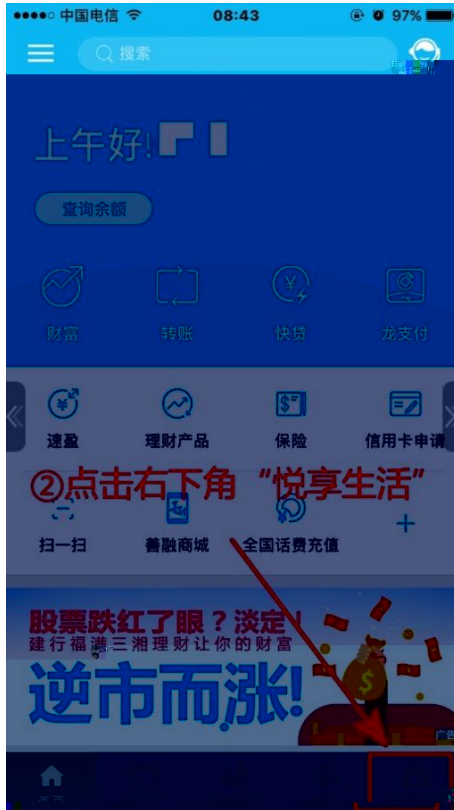 中国电信 08:43 97%
搜索
上午好!
查询余额
财富 转账 快贷 龙支付
速盈 理财产品 保险 信用卡申请
②点击右下角“悦享生活”
扫一扫 善融商城 全国话费充值
股票跌红了眼？淡定！
建行福满三湘理财让你的财富
逆市而涨!
广告
首页